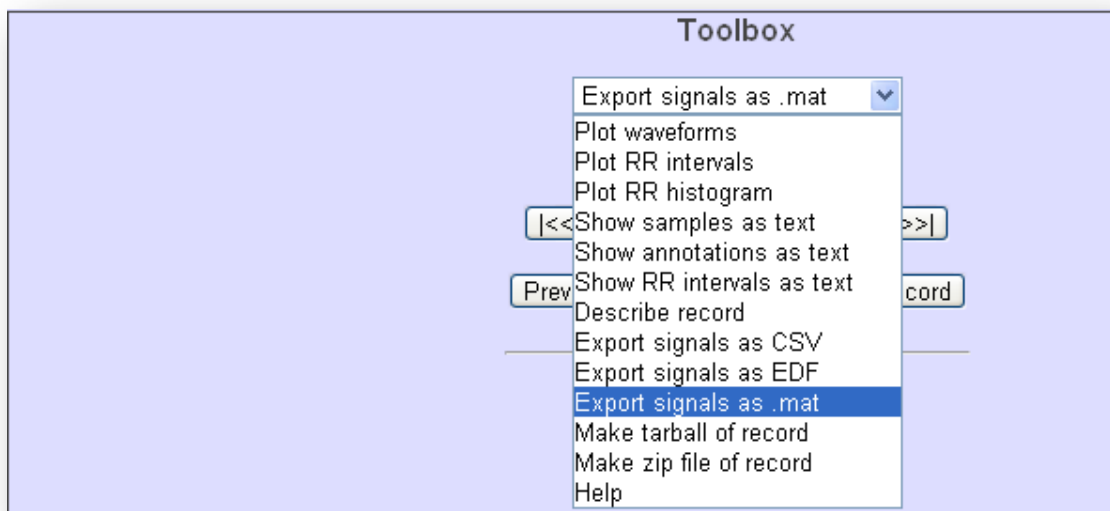 Toolbox
Export signals as .mat
Plot waveforms
Plot RR intervals
Plot RR histogram
|<< Show samples as text >>|
Show annotations as text
Prev Show RR intervals as text cord
Describe record
Export signals as CSV
Export signals as EDF
Export signals as .mat
Make tarball of record
Make zip file of record
Help